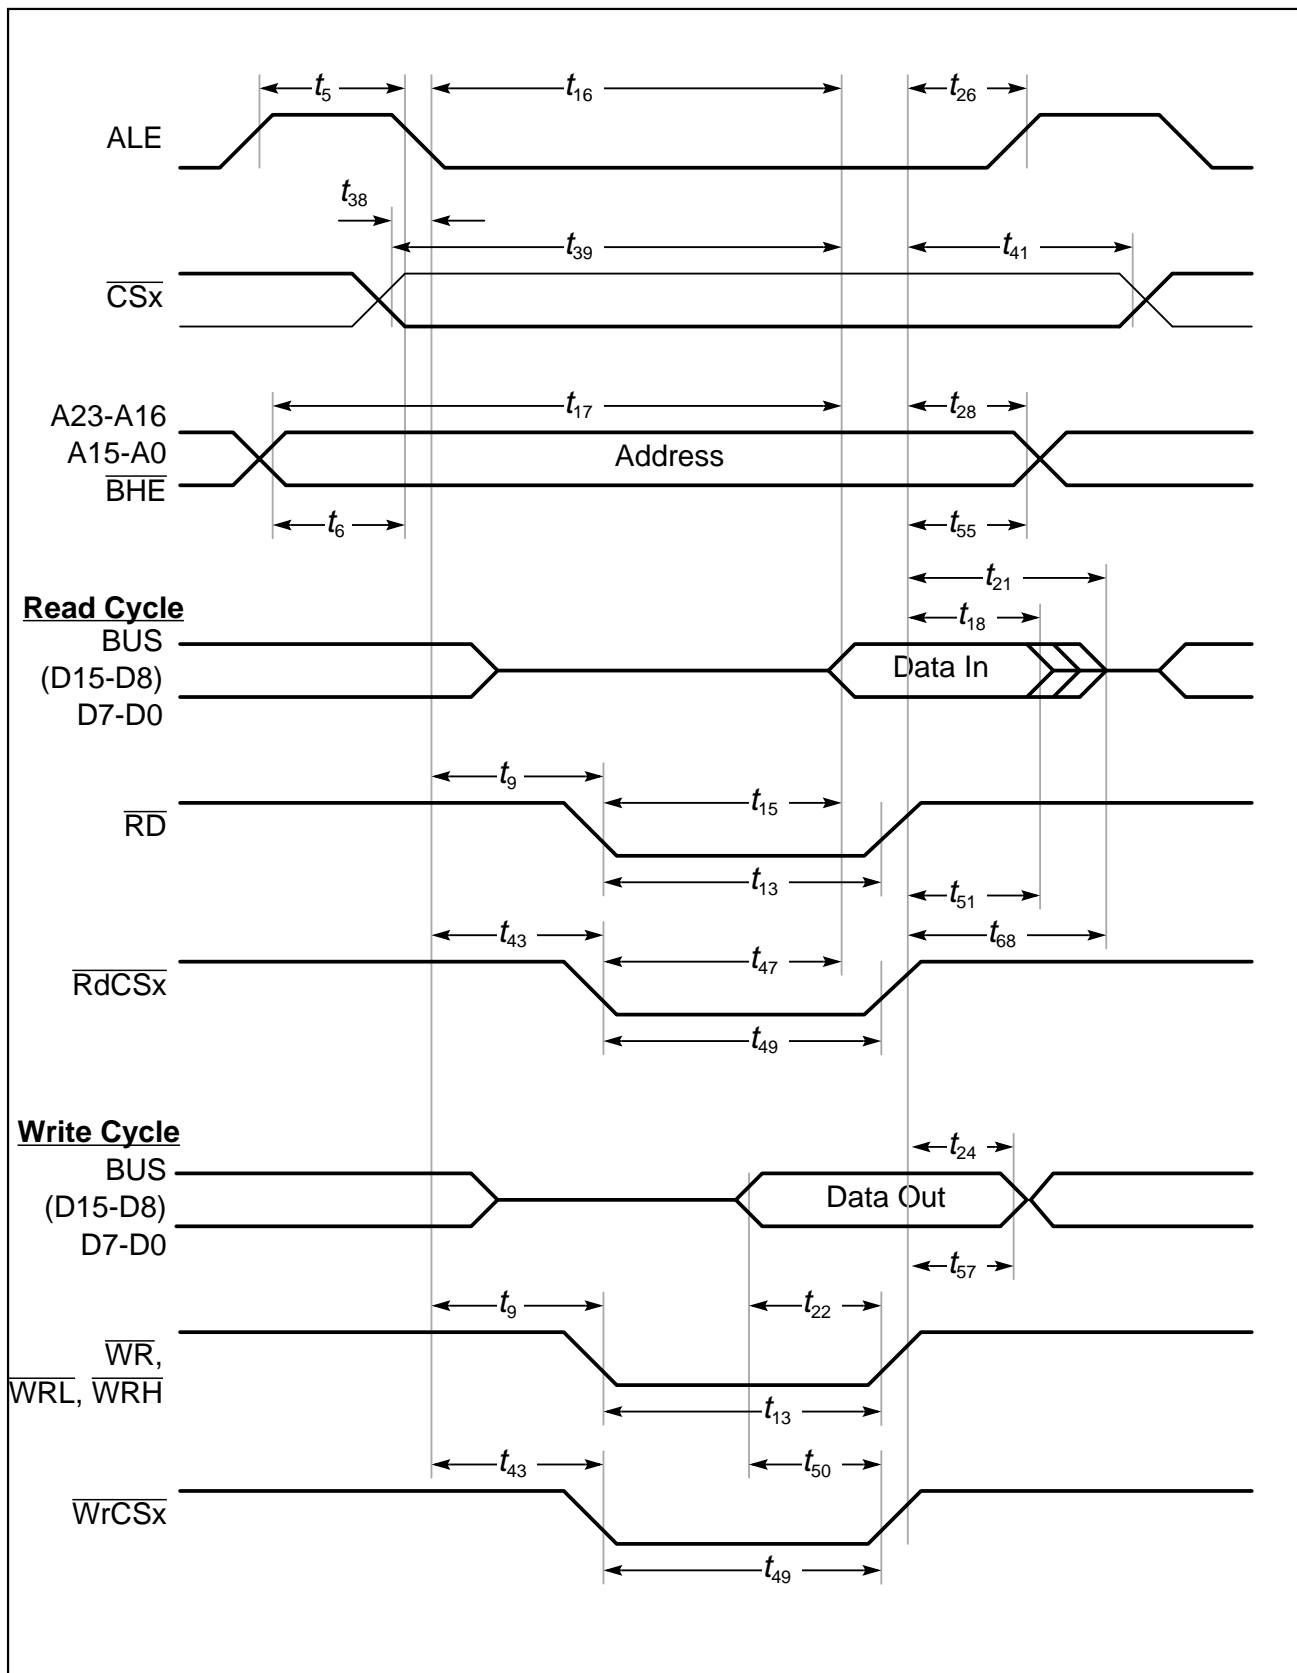 t5 t16 t26
ALE
t38
t39 t41
CSx
A23-A16 t17 t28
A15-A0 Address
BHE
t6 t55
t21
Read Cycle t18
BUS
(D15-D8) Data In
D7-D0
t9
t15
RD
t13 t51
t43 t68
t47
RdCSx
t49
Write Cycle
t24
BUS
(D15-D8) Data Out
D7-D0
t57
t9 t22
WR,
WRL, WRH
t13
t43 t50
WrCSx
t49